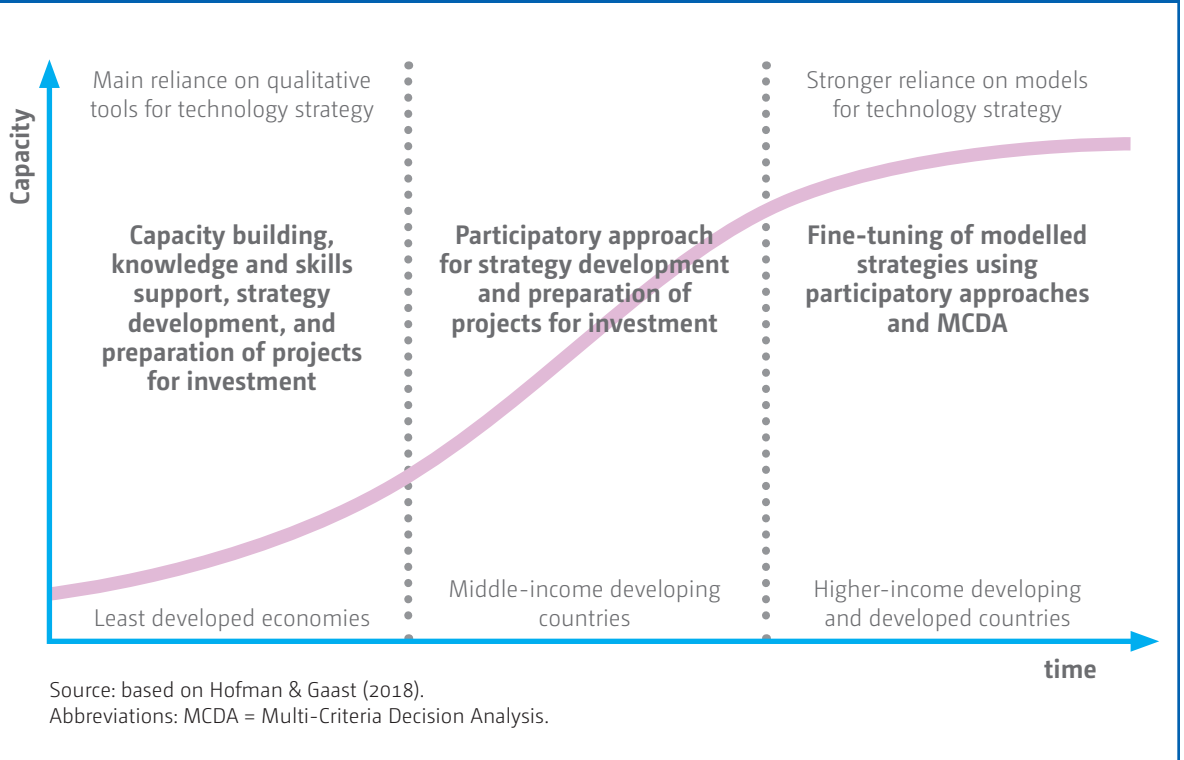 Capacity
Main reliance on qualitative
tools for technology strategy
Stronger reliance on models
for technology strategy
Capacity building,
knowledge and skills
support, strategy
development, and
preparation of projects
for investment
Participatory approach
for strategy development
and preparation of
projects for investment
Fine-tuning of modelled
strategies using
participatory approaches
and MCDA
Least developed economies
Middle-income developing
countries
Higher-income developing
and developed countries
time
Source: based on Hofman & Gaast (2018).
Abbreviations: MCDA = Multi-Criteria Decision Analysis.